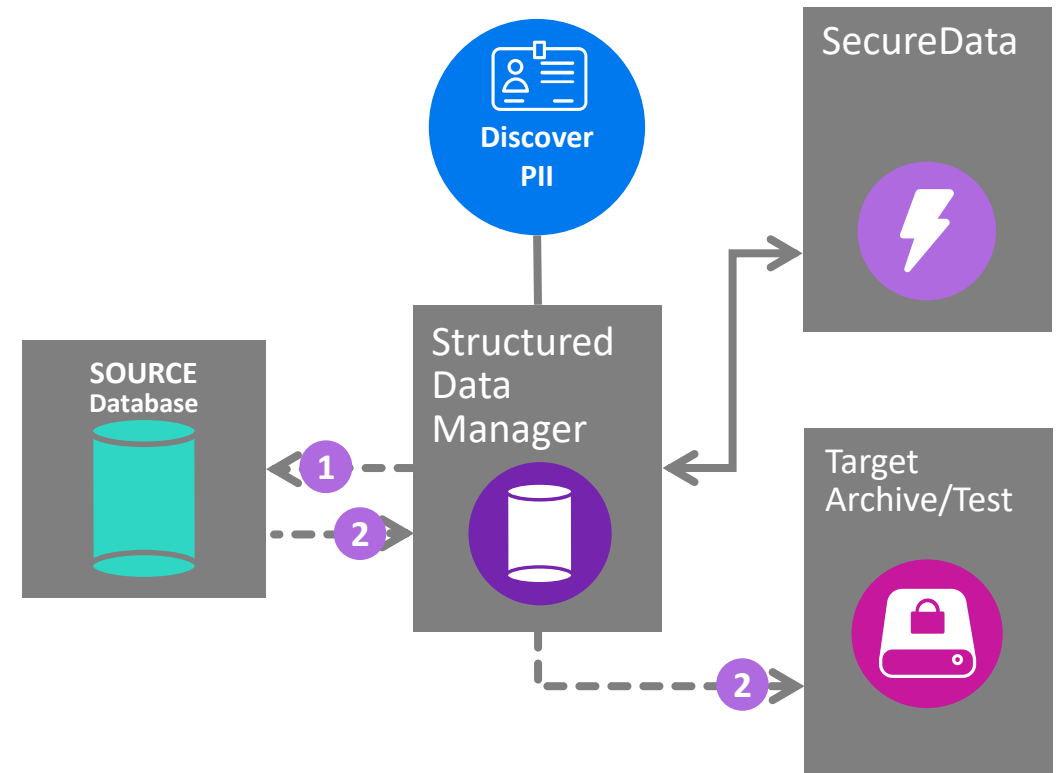 Discover
PII
SecureData
SOURCE
Database
Structured
Data
Manager
1
2
Target
Archive/Test
2